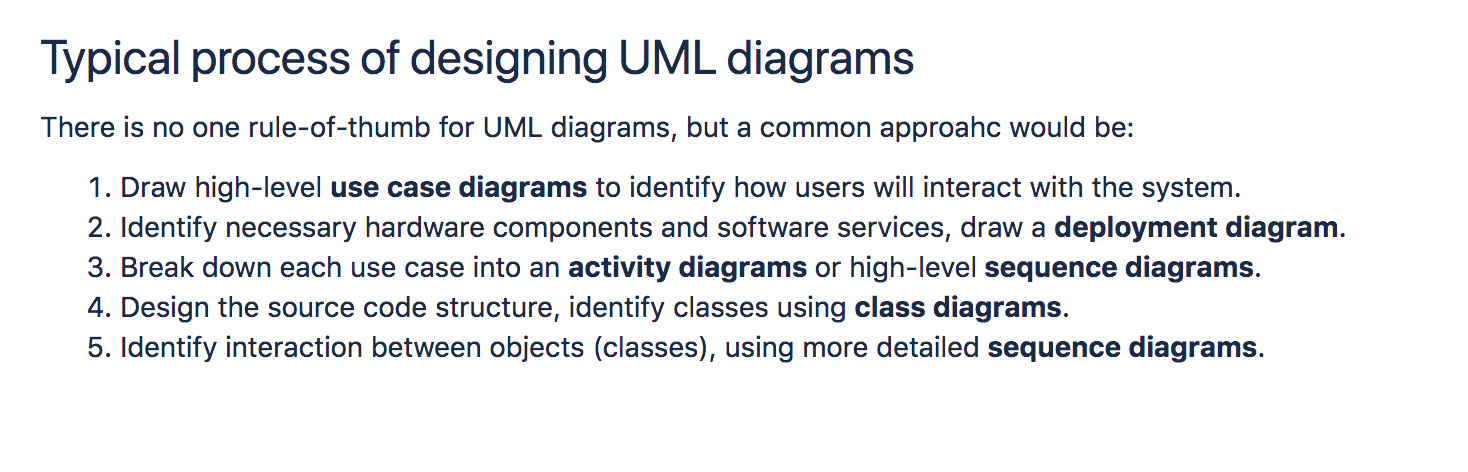 Typical process of designing UML diagrams
There is no one rule-of-thumb for UML diagrams, but a common approahc would be:
1. Draw high-level use case diagrams to identify how users will interact with the system.
2. Identify necessary hardware components and software services, draw a deployment diagram.
3. Break down each use case into an activity diagrams or high-level sequence diagrams.
4. Design the source code structure, identify classes using class diagrams.
5. Identify interaction between objects (classes), using more detailed sequence diagrams.